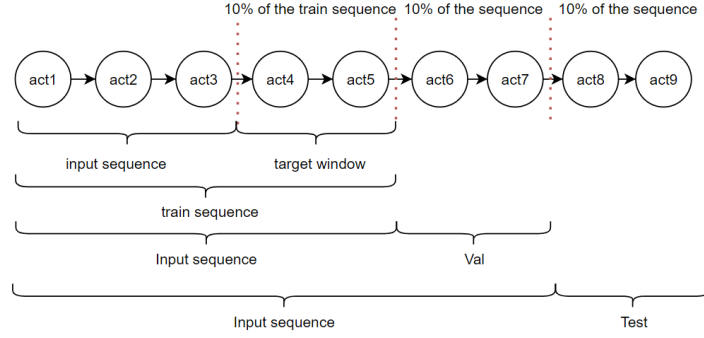 10% of the train sequence 10% of the sequence 10% of the sequence
act1 act2 act3 act4 act5 act6 act7 act8 act9
input sequence target window
train sequence
Input sequence Val
Input sequence Test